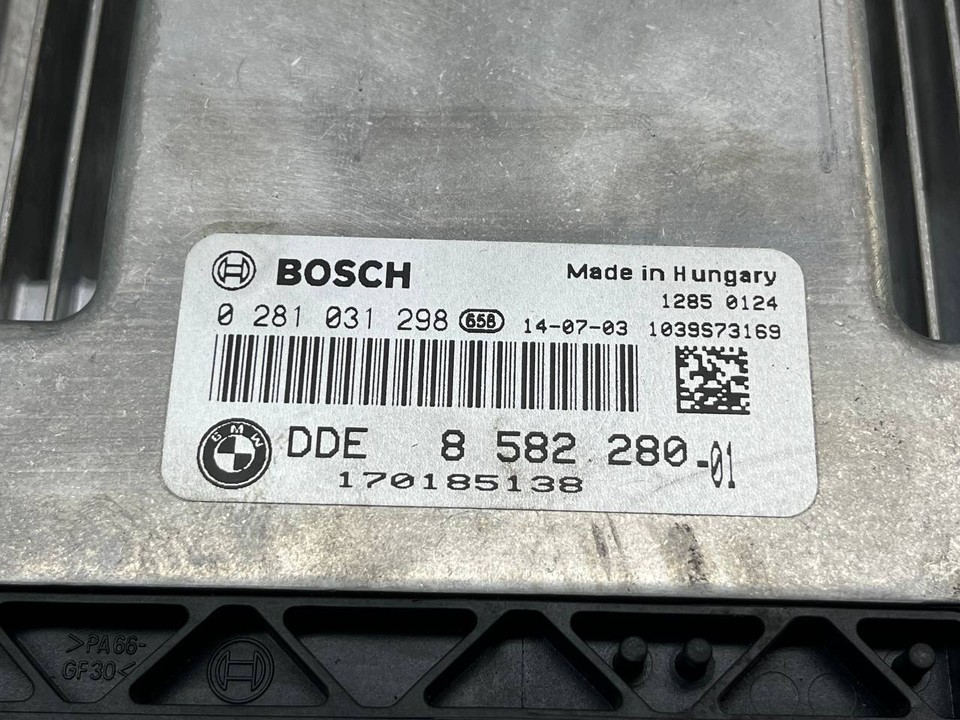 BOSCH
Made in Hungary
1285 0124
0 281 031 298 658 14-07-03 1039S73169
BMW
DDE 8 582 280-01
170185138
>PA66-
GF30<